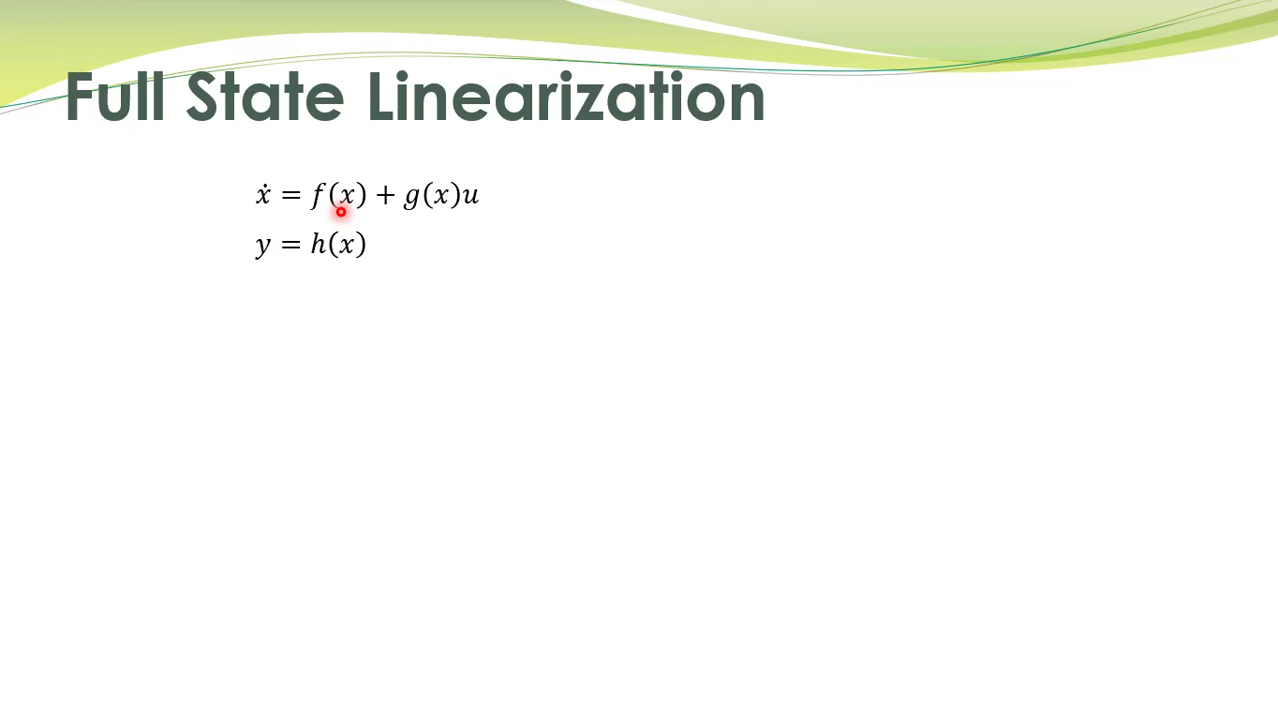 Full State Linearization
ẋ = f(x) + g(x)u
y = h(x)